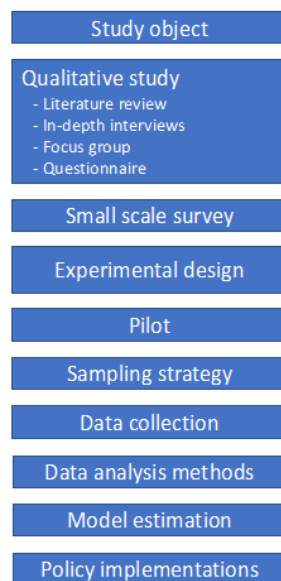 Study object
Qualitative study
- Literature review
- In-depth interviews
- Focus group
- Questionnaire
Small scale survey
Experimental design
Pilot
Sampling strategy
Data collection
Data analysis methods
Model estimation
Policy implementations